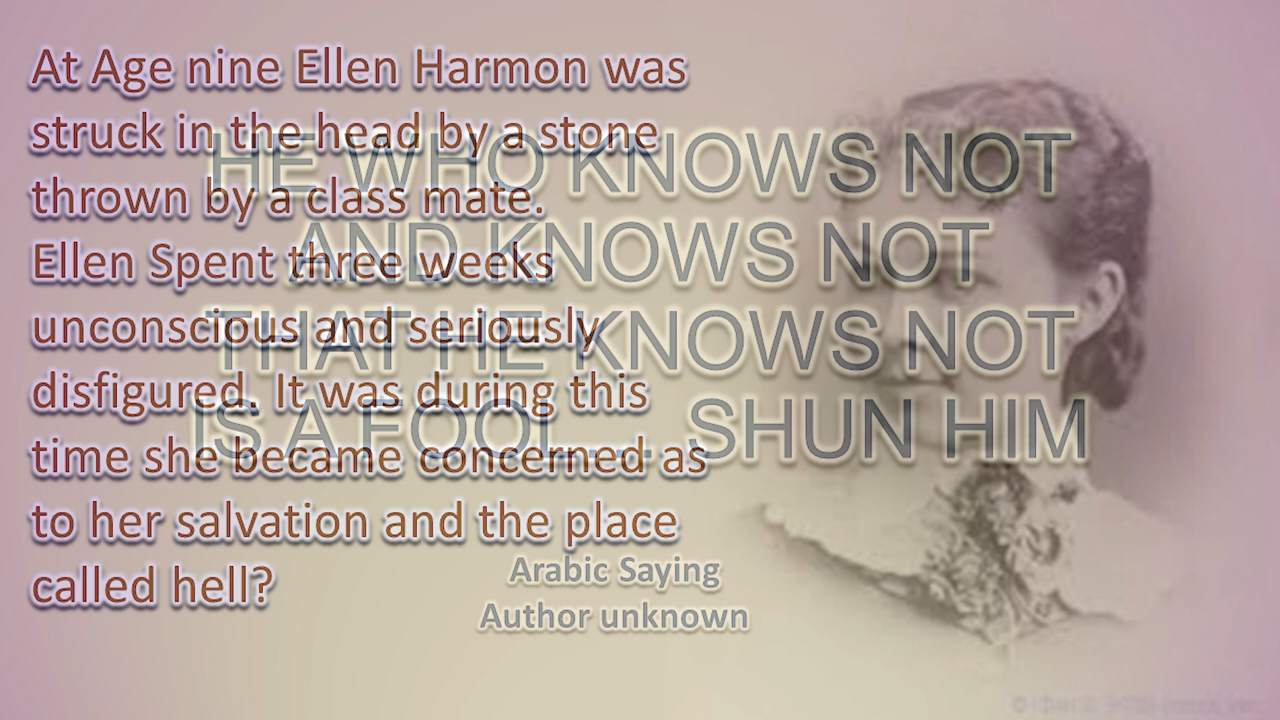 At Age nine Ellen Harmon was
struck in the head by a stone
thrown by a class mate.
Ellen Spent three weeks
unconscious and seriously
disfigured. It was during this
time she became concerned as
to her salvation and the place
called hell?
HE WHO KNOWS NOT
AND KNOWS NOT
THAT HE KNOWS NOT
IS A FOOL... SHUN HIM
Arabic Saying
Author unknown